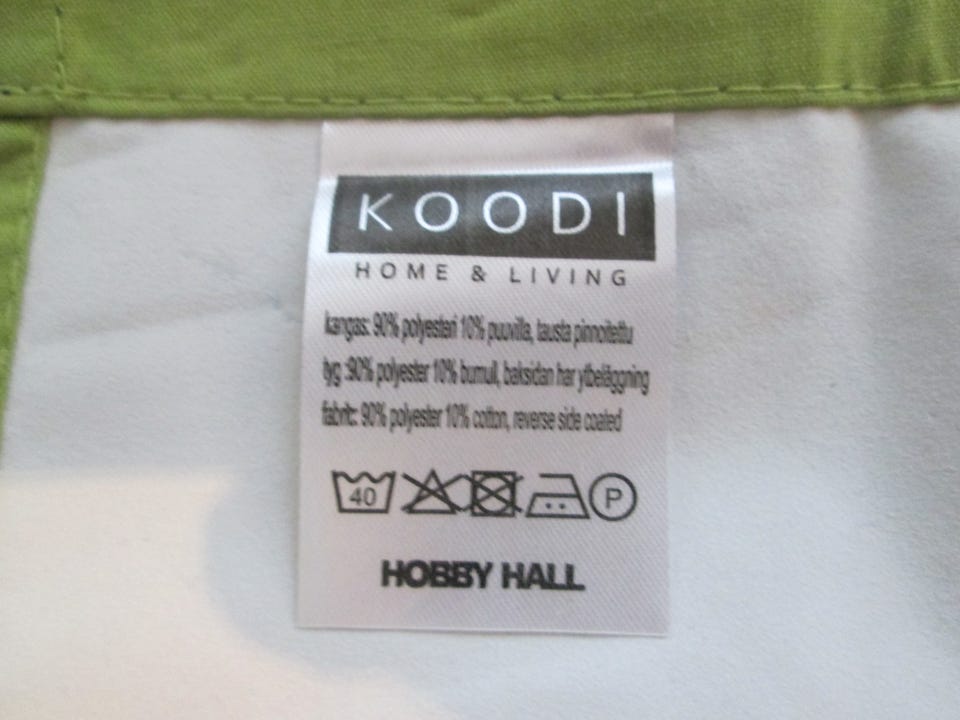 KOODI
HOME & LIVING
kangas: 90% polyesteri 10% puuvilla, tausta pinnoitettu
tyg :90% polyester 10% bumull, baksidan har ytbeläggning
fabric: 90% polyester 10% cotton, reverse side coated
40 P
HOBBY HALL